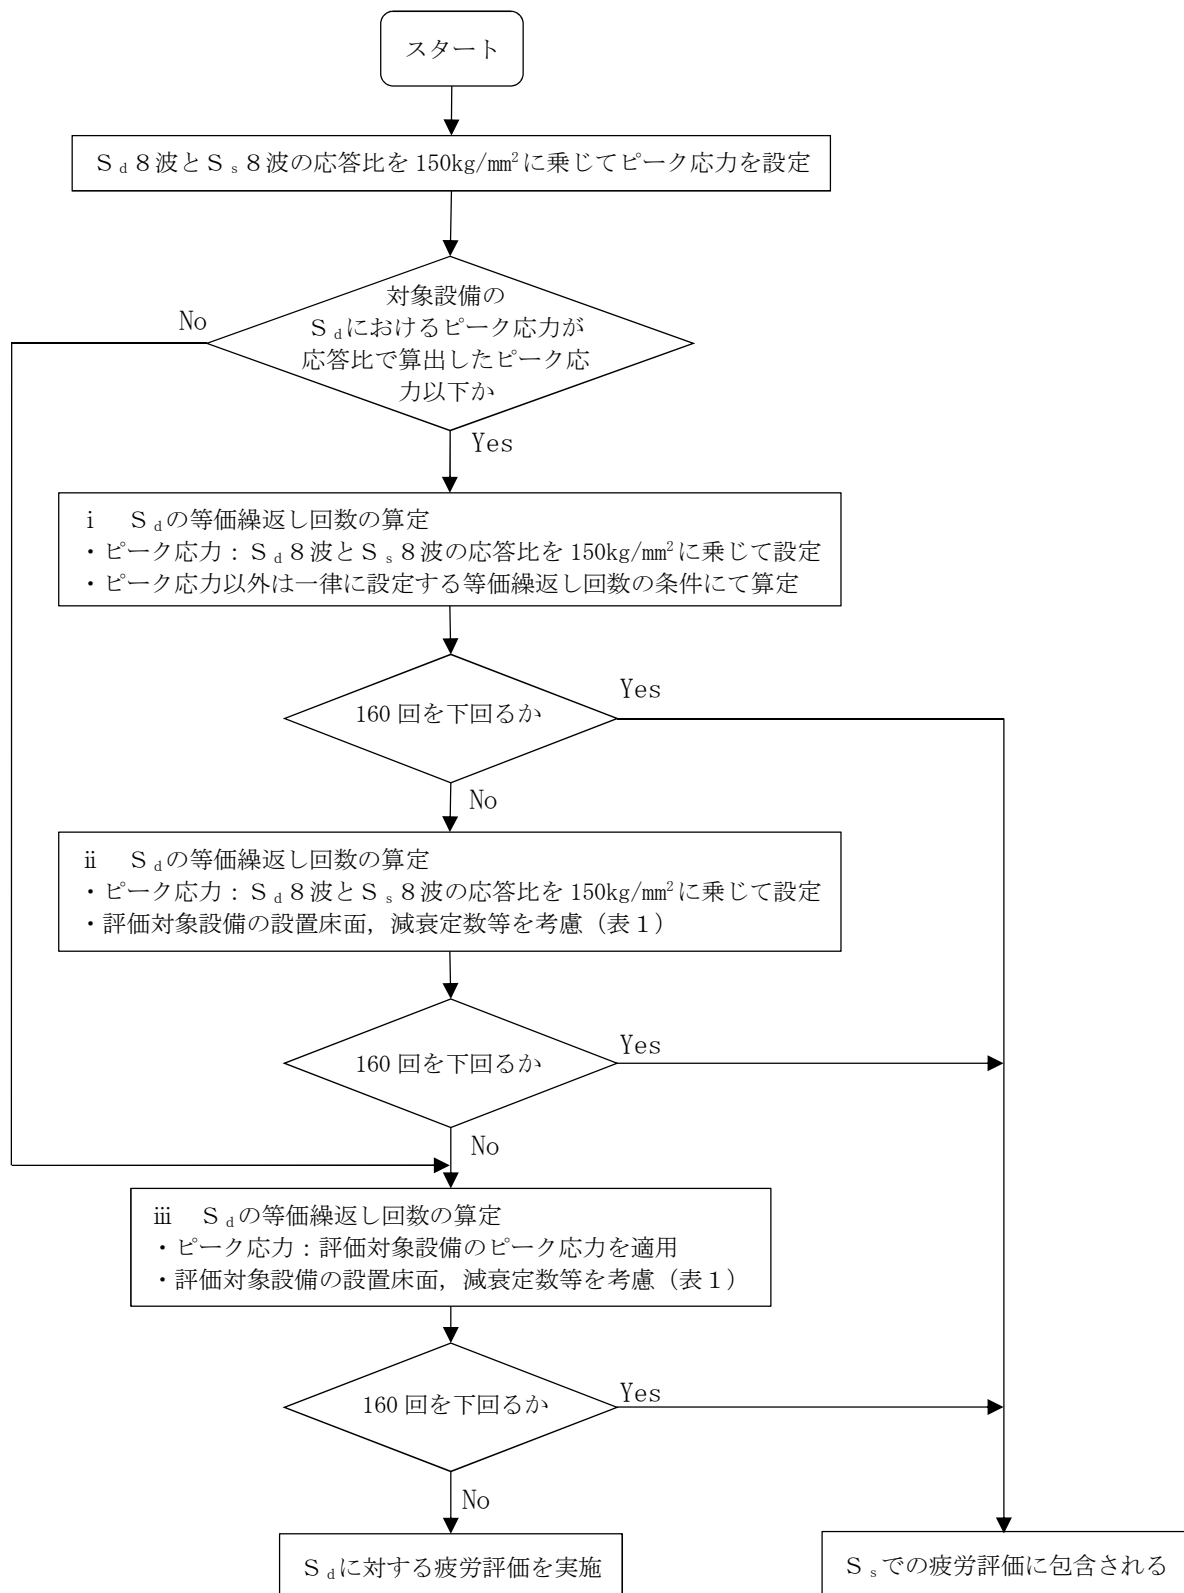 スタート
Ｓd８波とＳs８波の応答比を150kg/mm²に乗じてピーク応力を設定
対象設備の
Ｓdにおけるピーク応力が
応答比で算出したピーク応
力以下か
No
Yes
ⅰ　Ｓdの等価繰返し回数の算定
・ピーク応力：Ｓd８波とＳs８波の応答比を150kg/mm²に乗じて設定
・ピーク応力以外は一律に設定する等価繰返し回数の条件にて算定
160回を下回るか
Yes
No
ⅱ　Ｓdの等価繰返し回数の算定
・ピーク応力：Ｓd８波とＳs８波の応答比を150kg/mm²に乗じて設定
・評価対象設備の設置床面，減衰定数等を考慮（表１）
160回を下回るか
Yes
No
ⅲ　Ｓdの等価繰返し回数の算定
・ピーク応力：評価対象設備のピーク応力を適用
・評価対象設備の設置床面，減衰定数等を考慮（表１）
160回を下回るか
Yes
No
Ｓdに対する疲労評価を実施
Ｓsでの疲労評価に包含される